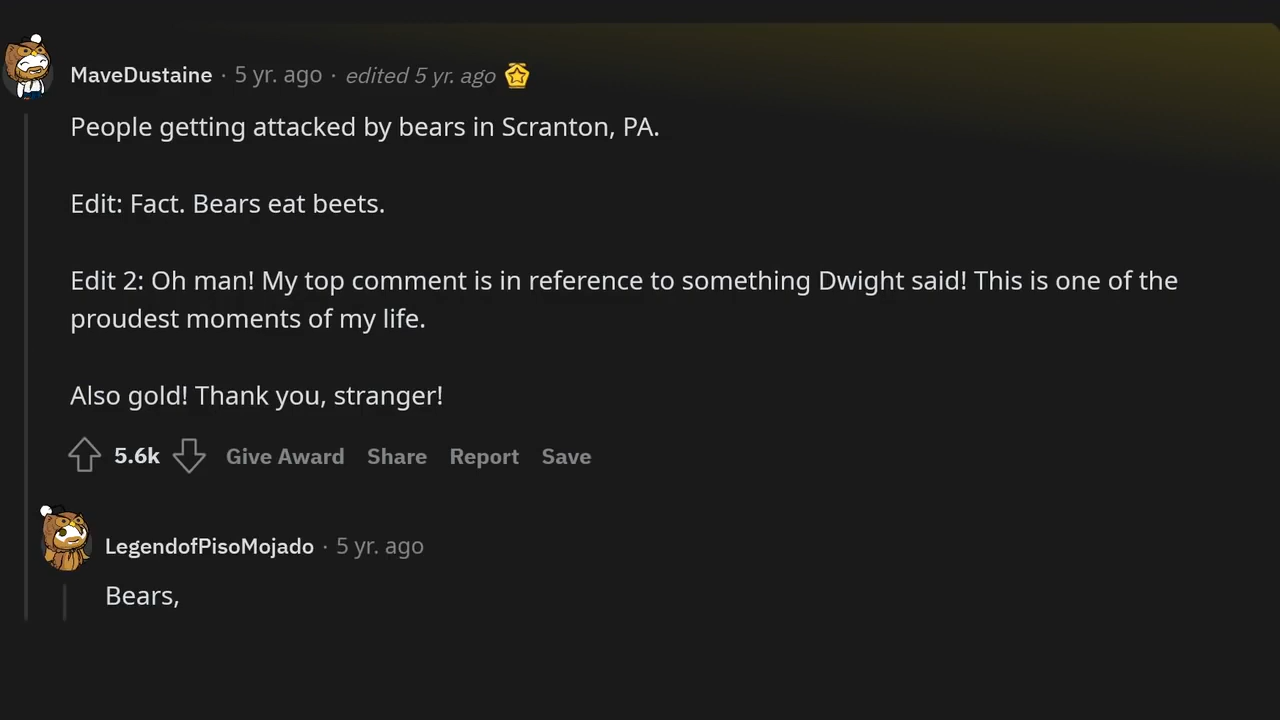 MaveDustaine · 5 yr. ago · edited 5 yr. ago
People getting attacked by bears in Scranton, PA.
Edit: Fact. Bears eat beets.
Edit 2: Oh man! My top comment is in reference to something Dwight said! This is one of the
proudest moments of my life.
Also gold! Thank you, stranger!
5.6k Give Award Share Report Save
LegendofPisoMojado · 5 yr. ago
Bears,